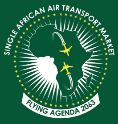 SINGLE AFRICAN AIR TRANSPORT MARKET
FLYING AGENDA 2063